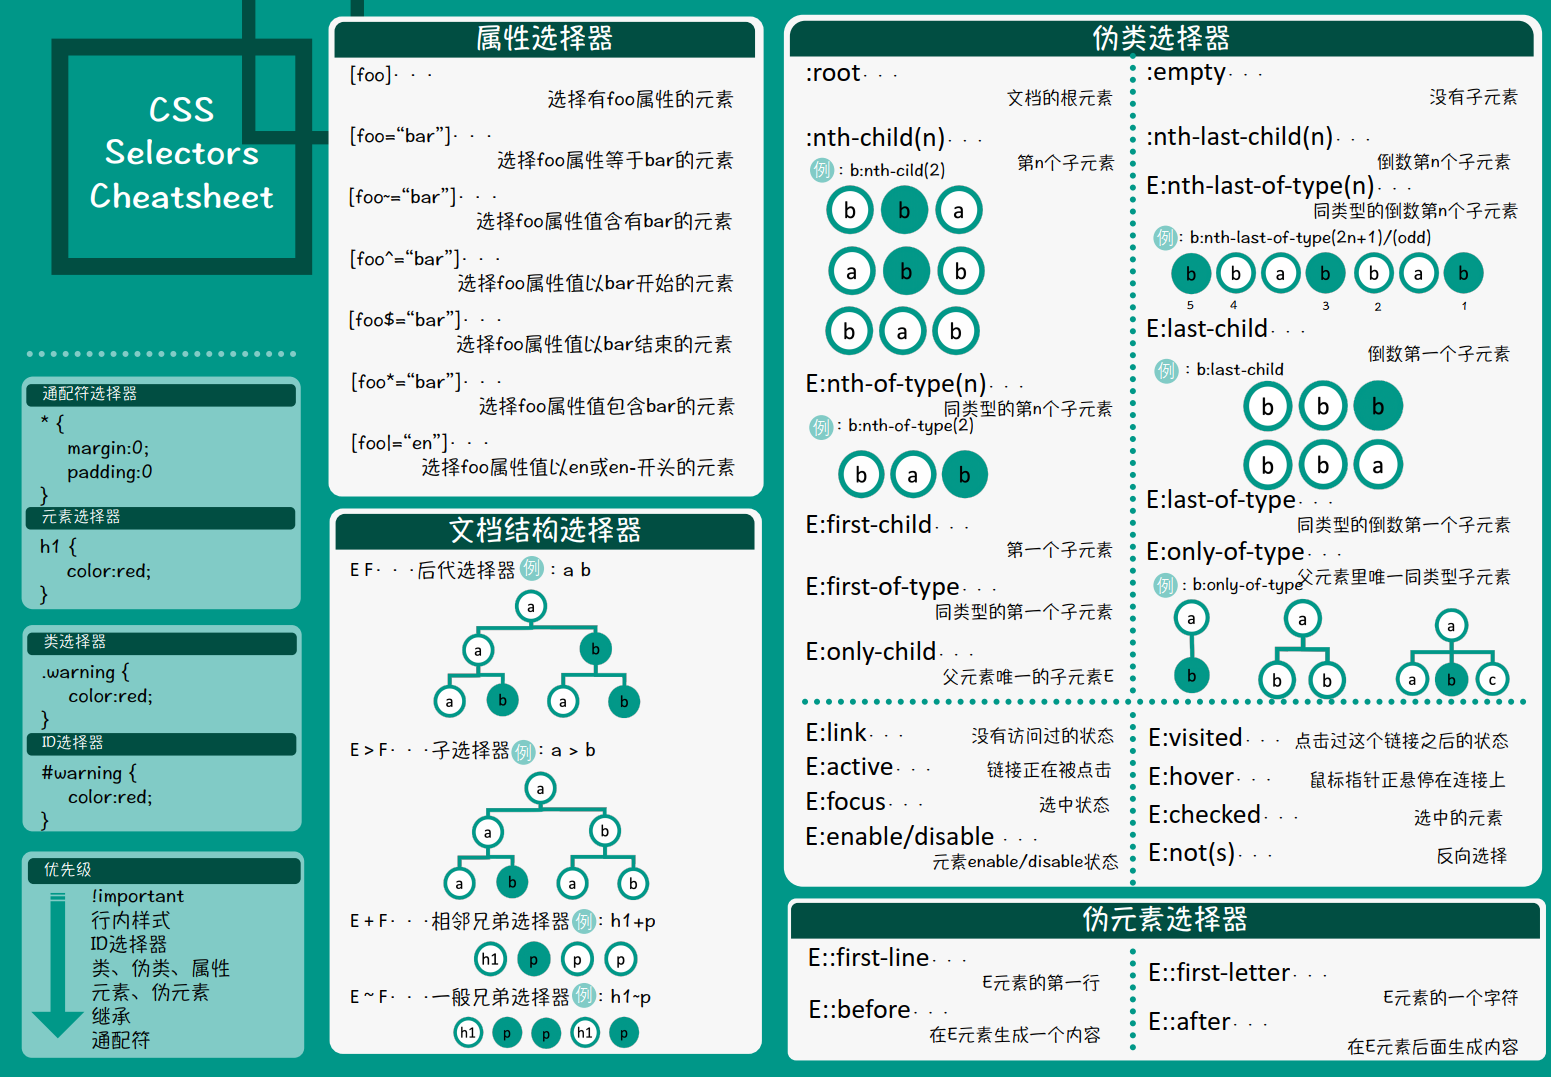 CSS
Selectors
Cheatsheet
通配符选择器
* {
margin:0;
padding:0
}
元素选择器
h1 {
color:red;
}
类选择器
.warning {
color:red;
}
ID选择器
#warning {
color:red;
}
优先级
!important
行内样式
ID选择器
类、伪类、属性
元素、伪元素
继承
通配符
属性选择器
[foo]···
选择有foo属性的元素
[foo=“bar”]···
选择foo属性等于bar的元素
[foo~=“bar”]···
选择foo属性值含有bar的元素
[foo^=“bar”]···
选择foo属性值以bar开始的元素
[foo$=“bar”]···
选择foo属性值以bar结束的元素
[foo*=“bar”]···
选择foo属性值包含bar的元素
[foo|=“en”]···
选择foo属性值以en或en-开头的元素
文档结构选择器
E F···后代选择器 例：a b
a
a b
a b a b
E > F···子选择器 例：a > b
a
a b
a b a b
E + F···相邻兄弟选择器 例：h1+p
h1 p p p
E ~ F···一般兄弟选择器 例：h1~p
h1 p p h1 p
伪类选择器
:root···
文档的根元素
:nth-child(n)···
第n个子元素
例：b:nth-cild(2)
b b a
a b b
b a b
E:nth-of-type(n)···
同类型的第n个子元素
例：b:nth-of-type(2)
b a b
E:first-child···
第一个子元素
E:first-of-type···
同类型的第一个子元素
E:only-child···
父元素唯一的子元素E
:empty···
没有子元素
:nth-last-child(n)···
倒数第n个子元素
E:nth-last-of-type(n)···
同类型的倒数第n个子元素
例：b:nth-last-of-type(2n+1)/(odd)
b b a b b a b
5 4 3 2 1
E:last-child···
倒数第一个子元素
例：b:last-child
b b b
b b a
E:last-of-type···
同类型的倒数第一个子元素
E:only-of-type···
父元素里唯一同类型子元素
例：b:only-of-type
a a a
b b b a b c
E:link··· 没有访问过的状态
E:active··· 链接正在被点击
E:focus··· 选中状态
E:enable/disable ···
元素enable/disable状态
E:visited··· 点击过这个链接之后的状态
E:hover··· 鼠标指针正悬停在连接上
E:checked··· 选中的元素
E:not(s)··· 反向选择
伪元素选择器
E::first-line···
E元素的第一行
E::before···
在E元素生成一个内容
E::first-letter···
E元素的一个字符
E::after···
在E元素后面生成内容